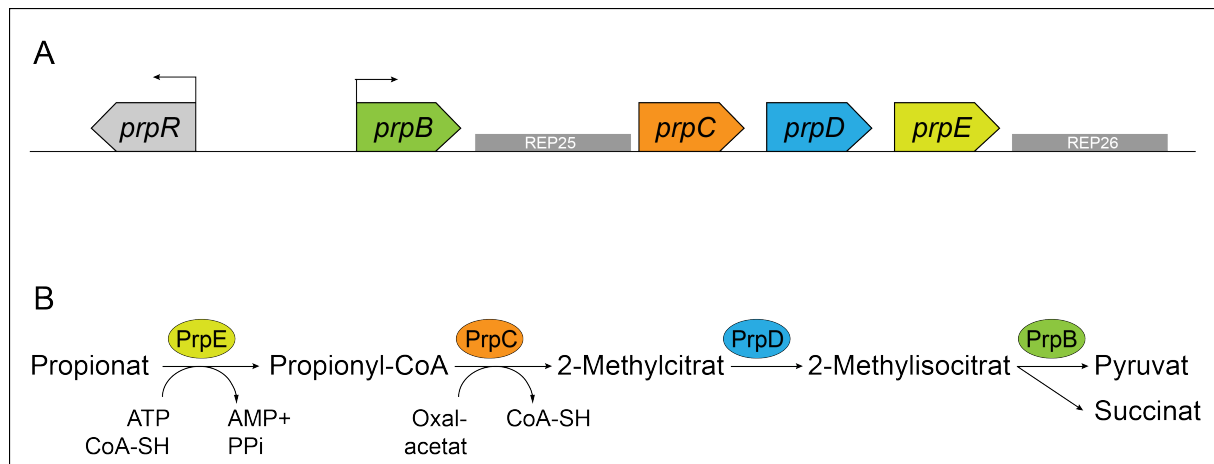 A
prpR prpB REP25 prpC prpD prpE REP26
B
PrpE PrpC PrpD PrpB
Propionat Propionyl-CoA 2-Methylcitrat 2-Methylisocitrat Pyruvat
ATP AMP+ Oxal- CoA-SH Succinat
CoA-SH PPi acetat